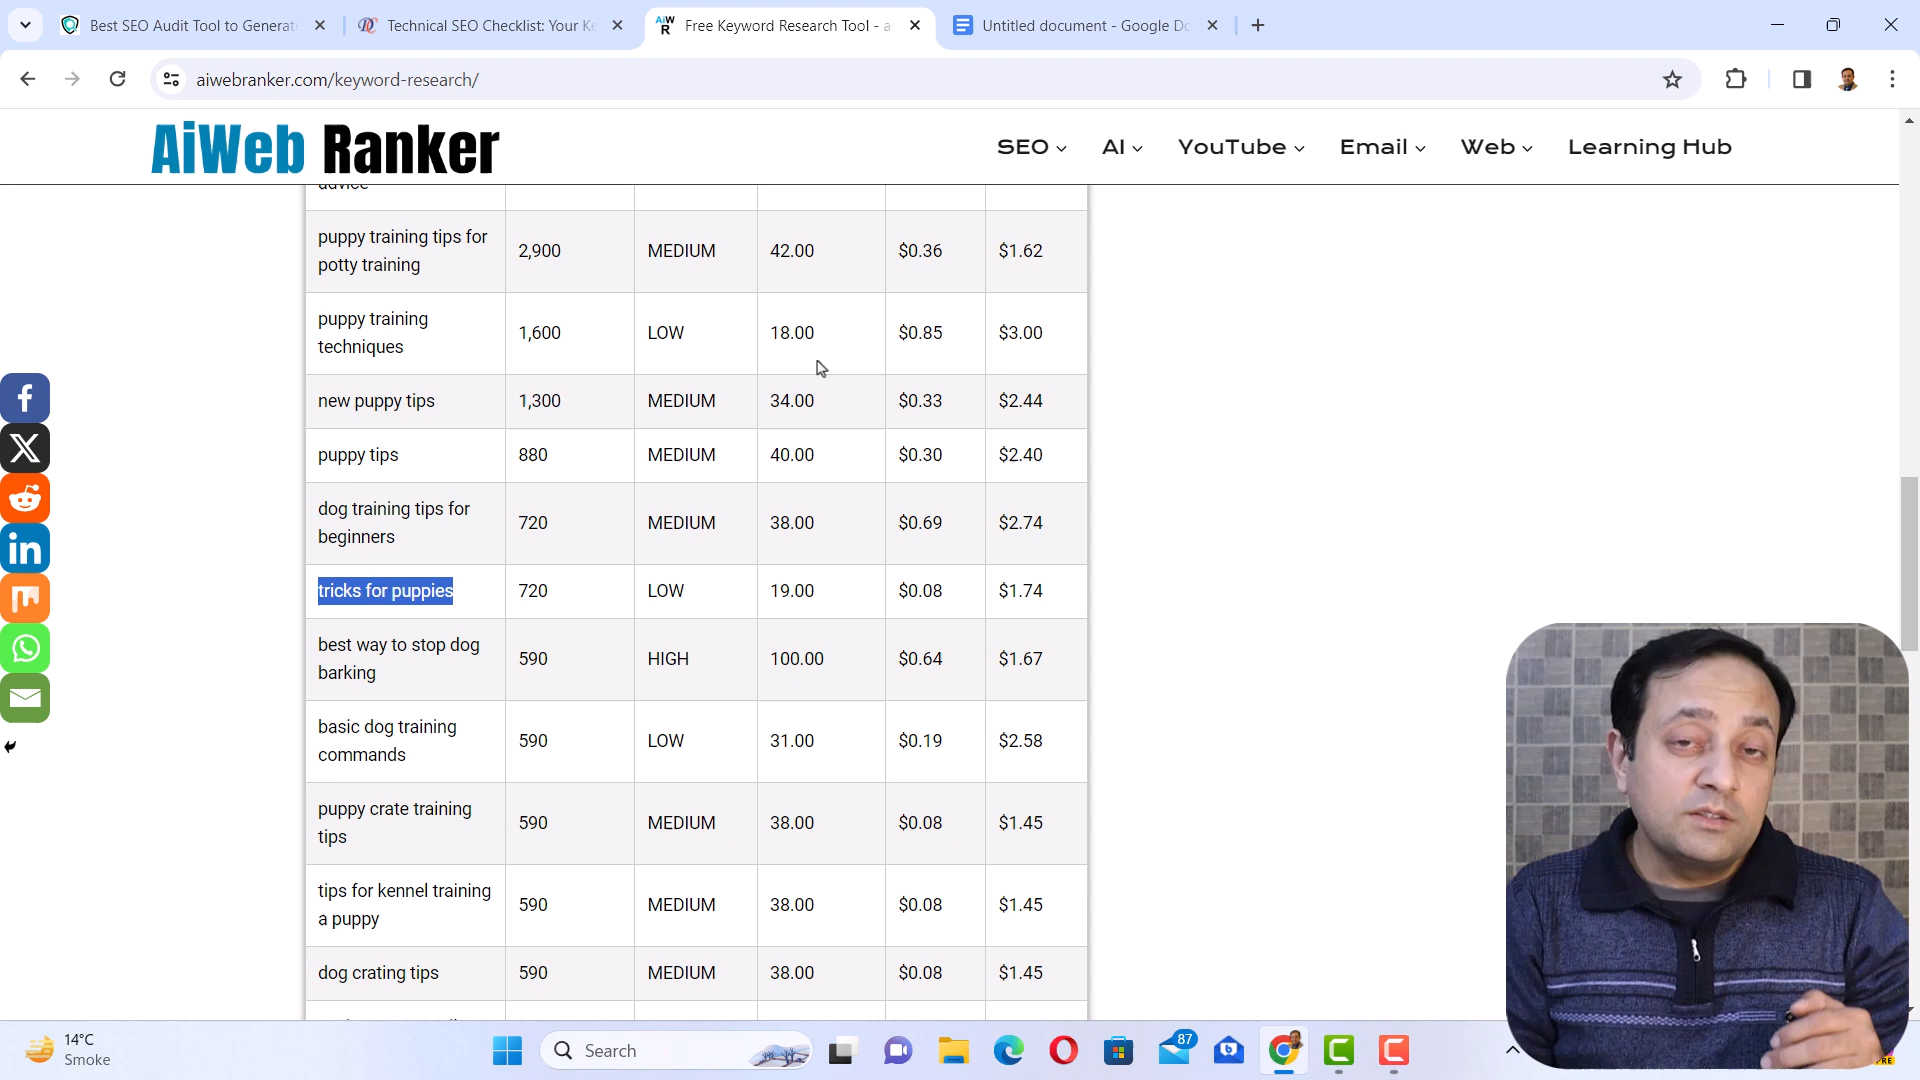 Best SEO Audit Tool to Generat
Technical SEO Checklist: Your Ke
AiW
R
Free Keyword Research Tool - a
Untitled document - Google Do
aiwebranker.com/keyword-research/
AiWeb Ranker
SEO
AI
YouTube
Email
Web
Learning Hub
advice
puppy training tips for
potty training
2,900
MEDIUM
42.00
$0.36
$1.62
puppy training
techniques
1,600
LOW
18.00
$0.85
$3.00
new puppy tips
1,300
MEDIUM
34.00
$0.33
$2.44
puppy tips
880
MEDIUM
40.00
$0.30
$2.40
dog training tips for
beginners
720
MEDIUM
38.00
$0.69
$2.74
tricks for puppies
720
LOW
19.00
$0.08
$1.74
best way to stop dog
barking
590
HIGH
100.00
$0.64
$1.67
basic dog training
commands
590
LOW
31.00
$0.19
$2.58
puppy crate training
tips
590
MEDIUM
38.00
$0.08
$1.45
tips for kennel training
a puppy
590
MEDIUM
38.00
$0.08
$1.45
dog crating tips
590
MEDIUM
38.00
$0.08
$1.45
14°C
Smoke
Search
87
PRE